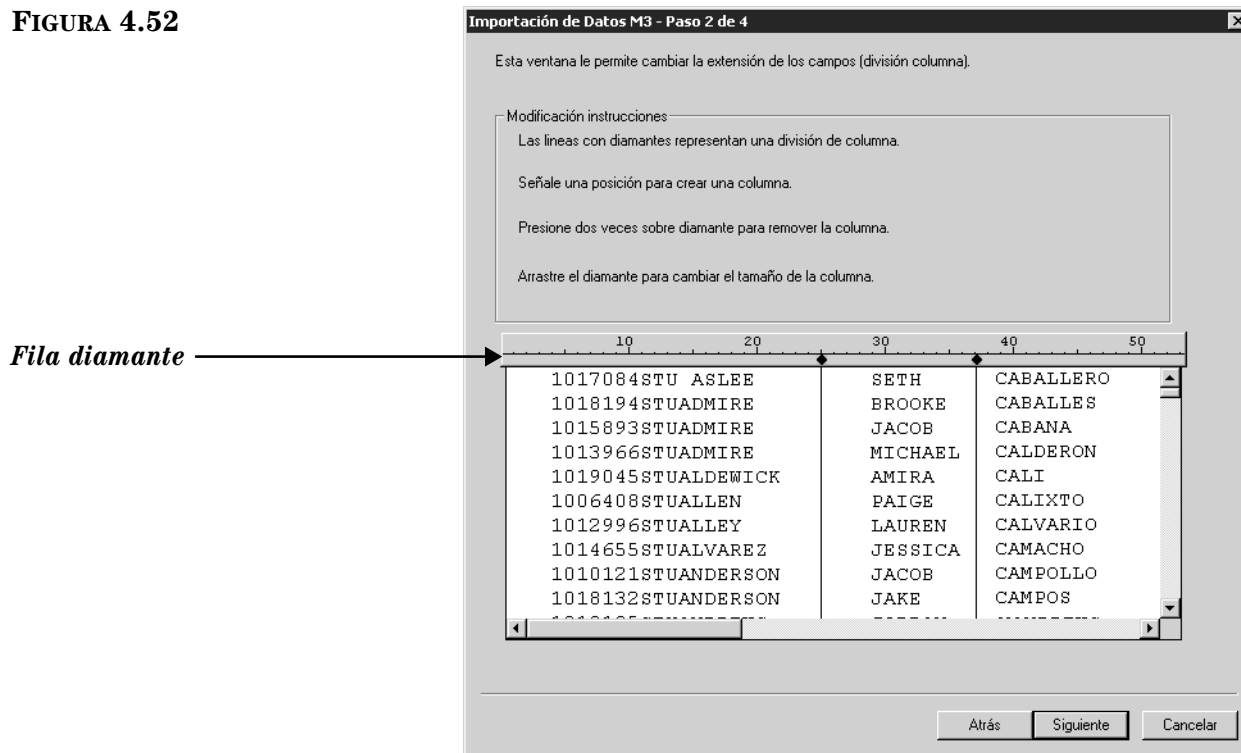 FIGURA 4.52
Importación de Datos M3 - Paso 2 de 4
Esta ventana le permite cambiar la extensión de los campos (división columna).
Modificación instrucciones
Las lineas con diamantes representan una división de columna.
Señale una posición para crear una columna.
Presione dos veces sobre diamante para remover la columna.
Arrastre el diamante para cambiar el tamaño de la columna.
Fila diamante
10 20 30 40 50
1017084STU ASLEE SETH CABALLERO
1018194STUADMIRE BROOKE CABALLES
1015893STUADMIRE JACOB CABANA
1013966STUADMIRE MICHAEL CALDERON
1019045STUALDEWICK AMIRA CALI
1006408STUALLEN PAIGE CALIXTO
1012996STUALLEY LAUREN CALVARIO
1014655STUALVAREZ JESSICA CAMACHO
1010121STUANDERSON JACOB CAMPOLLO
1018132STUANDERSON JAKE CAMPOS
Atrás Siguiente Cancelar